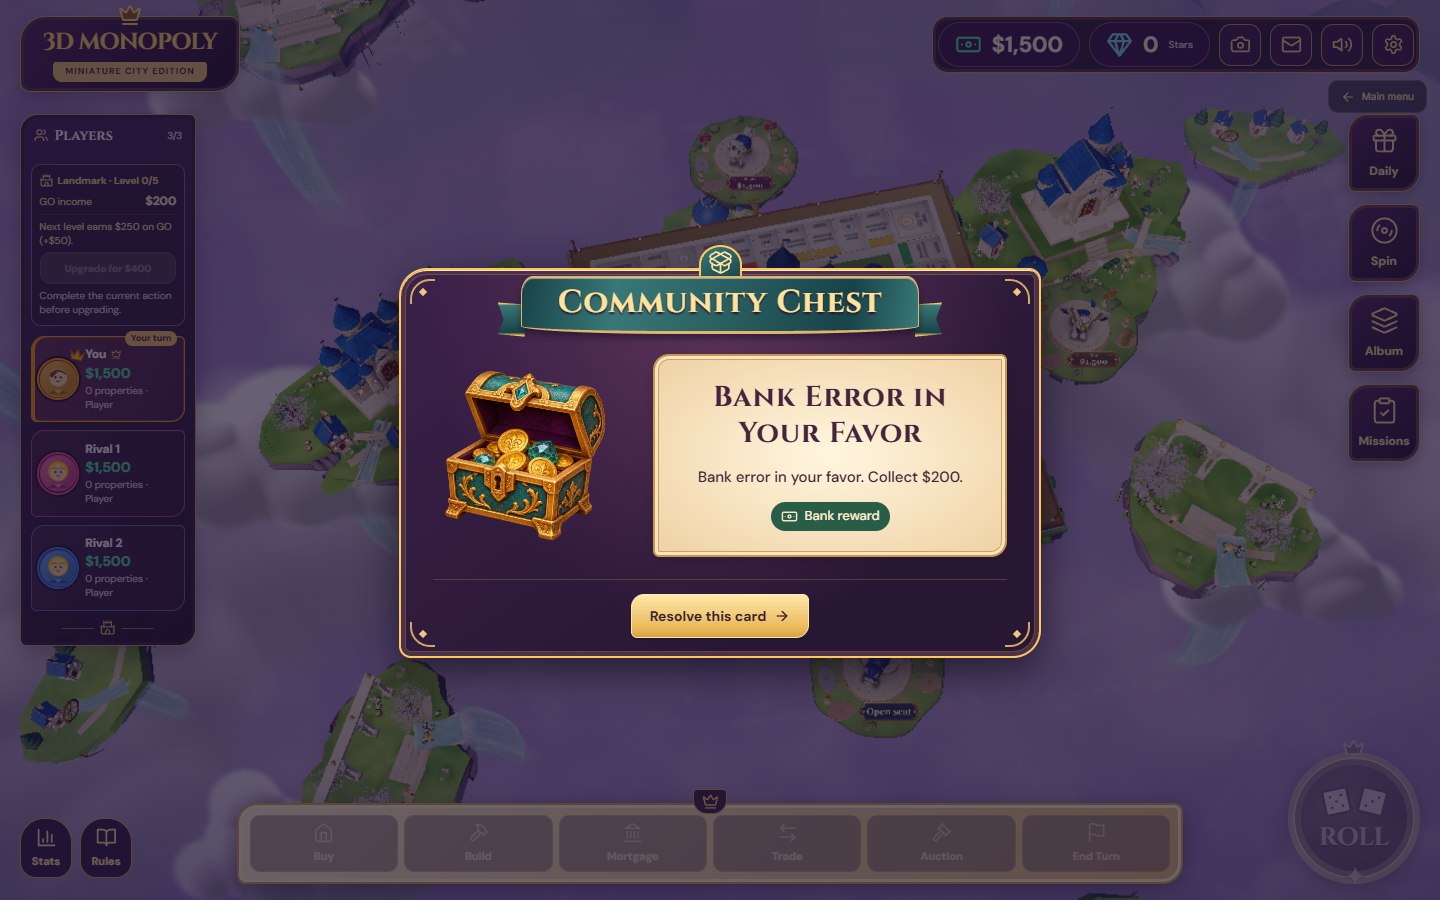 3D MONOPOLY
MINIATURE CITY EDITION
$1,500
0 Stars
Main menu
PLAYERS 3/3
Landmark · Level 0/5
GO income $200
Next level earns $250 on GO
(+$50).
Upgrade for $400
Complete the current action
before upgrading.
Your turn
You
$1,500
0 properties ·
Player
Rival 1
$1,500
0 properties ·
Player
Rival 2
$1,500
0 properties ·
Player
Daily
Spin
Album
Missions
COMMUNITY CHEST
BANK ERROR IN
YOUR FAVOR
Bank error in your favor. Collect $200.
Bank reward
Resolve this card
$1,500
Open seat
Stats
Rules
Buy
Build
Mortgage
Trade
Auction
End Turn
ROLL